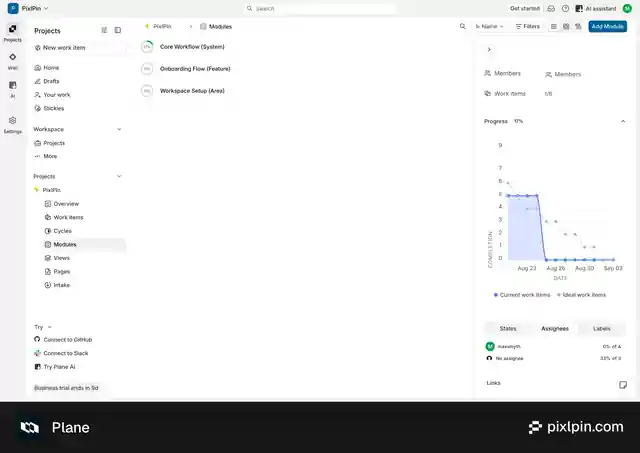 PixlPin
Search
Get started
AI assistant
M
Projects
Wiki
AI
Settings
Projects
New work item
Home
Drafts
Your work
Stickies
Workspace
Projects
More
Projects
PixlPin
Overview
Work items
Cycles
Modules
Views
Pages
Intake
Try
Connect to GitHub
Connect to Slack
Try Plane AI
Business trial ends in 9d
PixlPin
Modules
Name
Filters
Add Module
Core Workflow (System)
Onboarding Flow (Feature)
Workspace Setup (Area)
Members
Members
Work items
1/6
Progress 17%
9
7
6
5
4
3
2
1
0
COMPLETION
Aug 23
Aug 26
Aug 30
Sep 03
DATE
Current work items
Ideal work items
States
Assignees
Labels
M
0% of 4
No assignee
33% of 3
Links
Plane
pixlpin.com